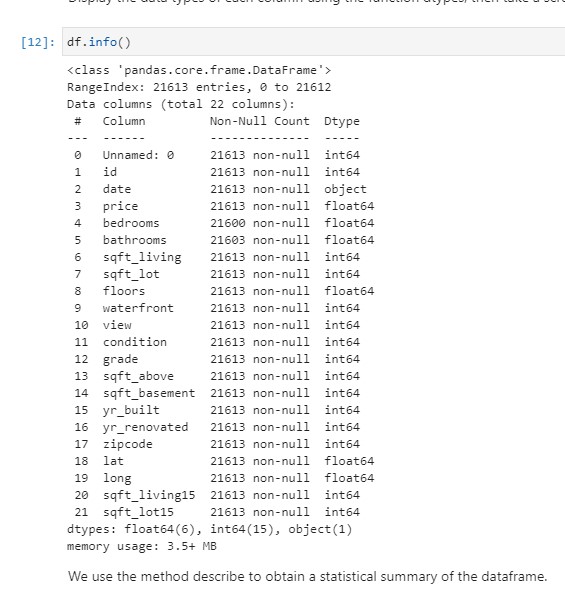 Display the data types of each column using the function dtypes, then take a scre
[12]: df.info()
<class 'pandas.core.frame.DataFrame'>
RangeIndex: 21613 entries, 0 to 21612
Data columns (total 22 columns):
#   Column         Non-Null Count  Dtype
---  ------         --------------  -----
0   Unnamed: 0     21613 non-null  int64
1   id             21613 non-null  int64
2   date           21613 non-null  object
3   price          21613 non-null  float64
4   bedrooms       21600 non-null  float64
5   bathrooms      21603 non-null  float64
6   sqft_living    21613 non-null  int64
7   sqft_lot       21613 non-null  int64
8   floors         21613 non-null  float64
9   waterfront     21613 non-null  int64
10  view           21613 non-null  int64
11  condition      21613 non-null  int64
12  grade          21613 non-null  int64
13  sqft_above     21613 non-null  int64
14  sqft_basement  21613 non-null  int64
15  yr_built       21613 non-null  int64
16  yr_renovated   21613 non-null  int64
17  zipcode        21613 non-null  int64
18  lat            21613 non-null  float64
19  long           21613 non-null  float64
20  sqft_living15  21613 non-null  int64
21  sqft_lot15     21613 non-null  int64
dtypes: float64(6), int64(15), object(1)
memory usage: 3.5+ MB
We use the method describe to obtain a statistical summary of the dataframe.